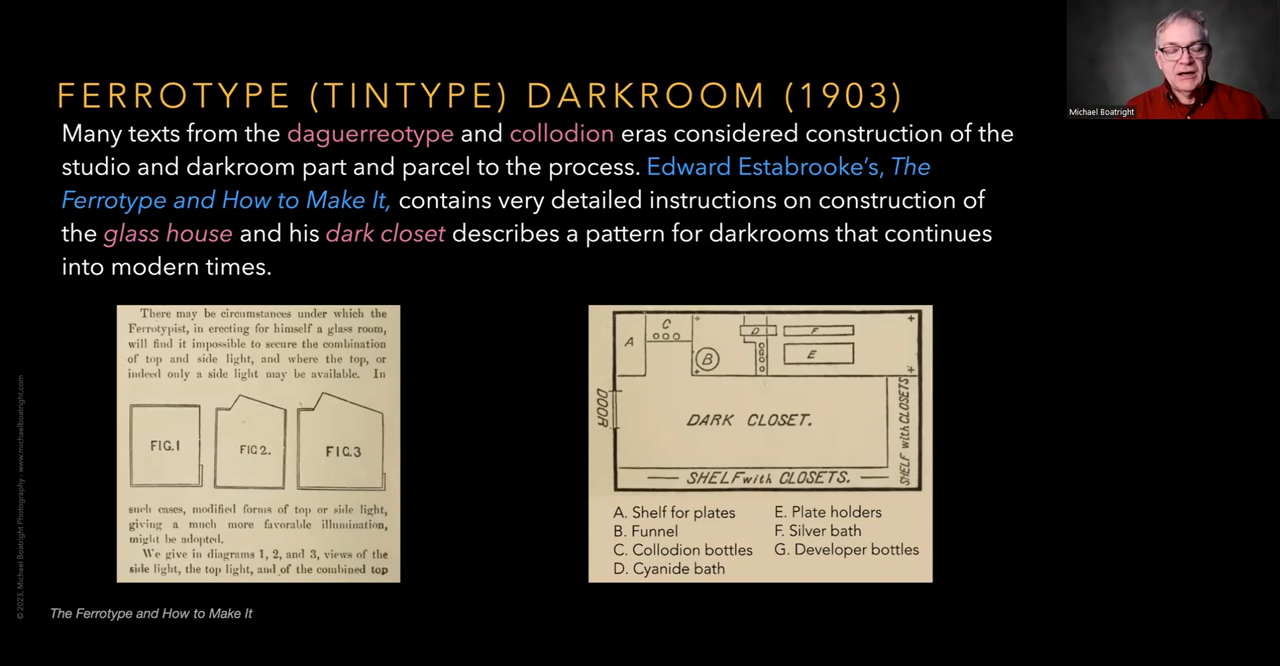 FERROTYPE (TINTYPE) DARKROOM (1903)
Many texts from the daguerreotype and collodion eras considered construction of the
studio and darkroom part and parcel to the process. Edward Estabrooke's, The
Ferrotype and How to Make It, contains very detailed instructions on construction of
the glass house and his dark closet describes a pattern for darkrooms that continues
into modern times.
Michael Boatright
There may be circumstances under which the
Ferrotypist, in erecting for himself a glass room,
will find it impossible to secure the combination
of top and side light, and where the top, or
indeed only a side light may be available. In
FIG.1
FIG 2.
FIG.3
such cases, modified forms of top or side light,
giving a much more favorable illumination,
might be adopted.
We give in diagrams 1, 2, and 3, views of the
side light, the top light, and of the combined top
A
C
B
D
G
F
E
DOOR
DARK CLOSET.
SHELF with CLOSETS
SHELF with CLOSETS.
A. Shelf for plates
B. Funnel
C. Collodion bottles
D. Cyanide bath
E. Plate holders
F. Silver bath
G. Developer bottles
The Ferrotype and How to Make It
© 2023, Michael Boatright Photography - www.michaelboatright.com